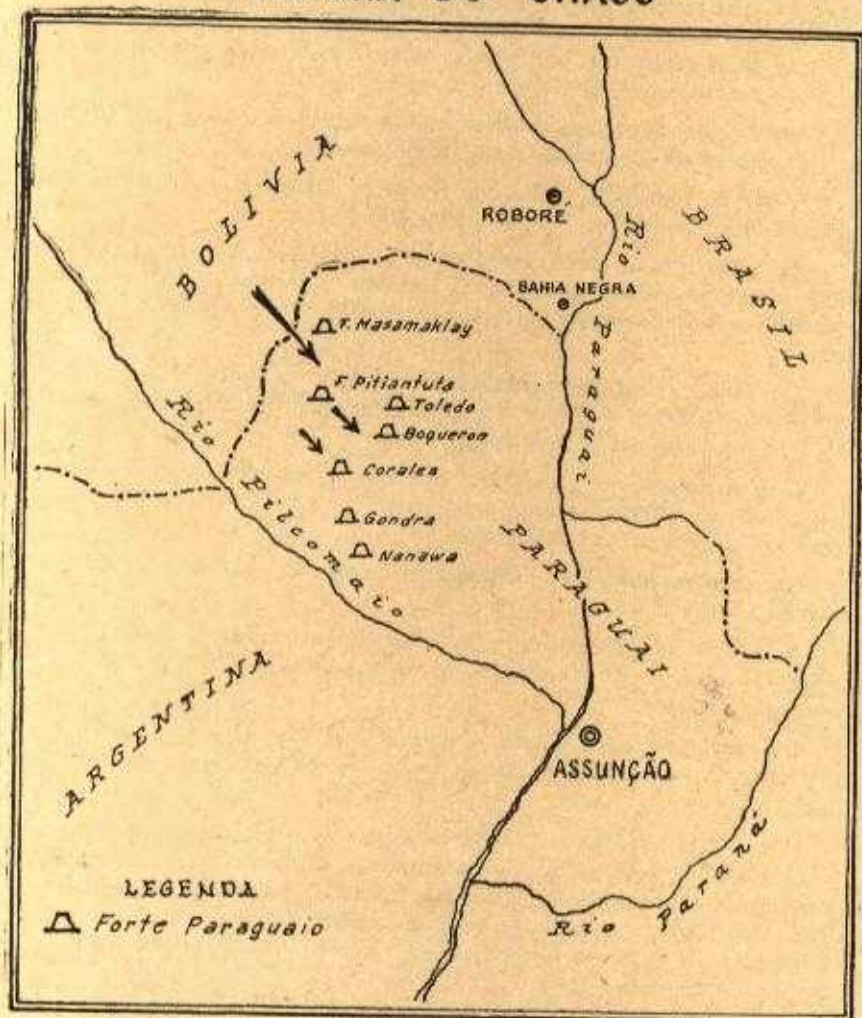 BOLIVIA
ROBORÉ
BRASIL
Rio Paraguai
BAHIA NEGRA
F. Masamaklay
F. Pitiantuta
Toledo
Boqueron
Corales
Gondra
Nanawa
Rio Pilcomaio
PARAGUAI
ARGENTINA
ASSUNÇÃO
Rio Paraná
LEGENDA
Forte Paraguaio